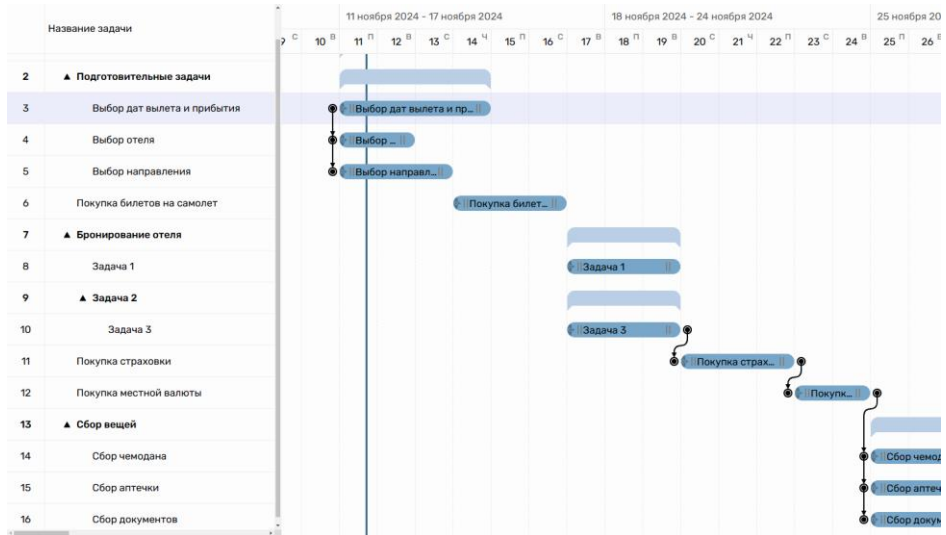 11 ноября 2024 - 17 ноября 2024 18 ноября 2024 - 24 ноября 2024 25 ноября 20
Название задачи
9 С 10 В 11 П 12 В 13 С 14 Ч 15 П 16 С 17 В 18 П 19 В 20 С 21 Ч 22 П 23 С 24 В 25 П 26 В
2 Подготовительные задачи
3 Выбор дат вылета и прибытия Выбор дат вылета и пр...
4 Выбор отеля Выбор ...
5 Выбор направления Выбор направл...
6 Покупка билетов на самолет Покупка билет...
7 Бронирование отеля
8 Задача 1 Задача 1
9 Задача 2
10 Задача 3 Задача 3
11 Покупка страховки Покупка страх...
12 Покупка местной валюты Покупк...
13 Сбор вещей
14 Сбор чемодана Сбор чемод
15 Сбор аптечки Сбор аптеч
16 Сбор документов Сбор докум